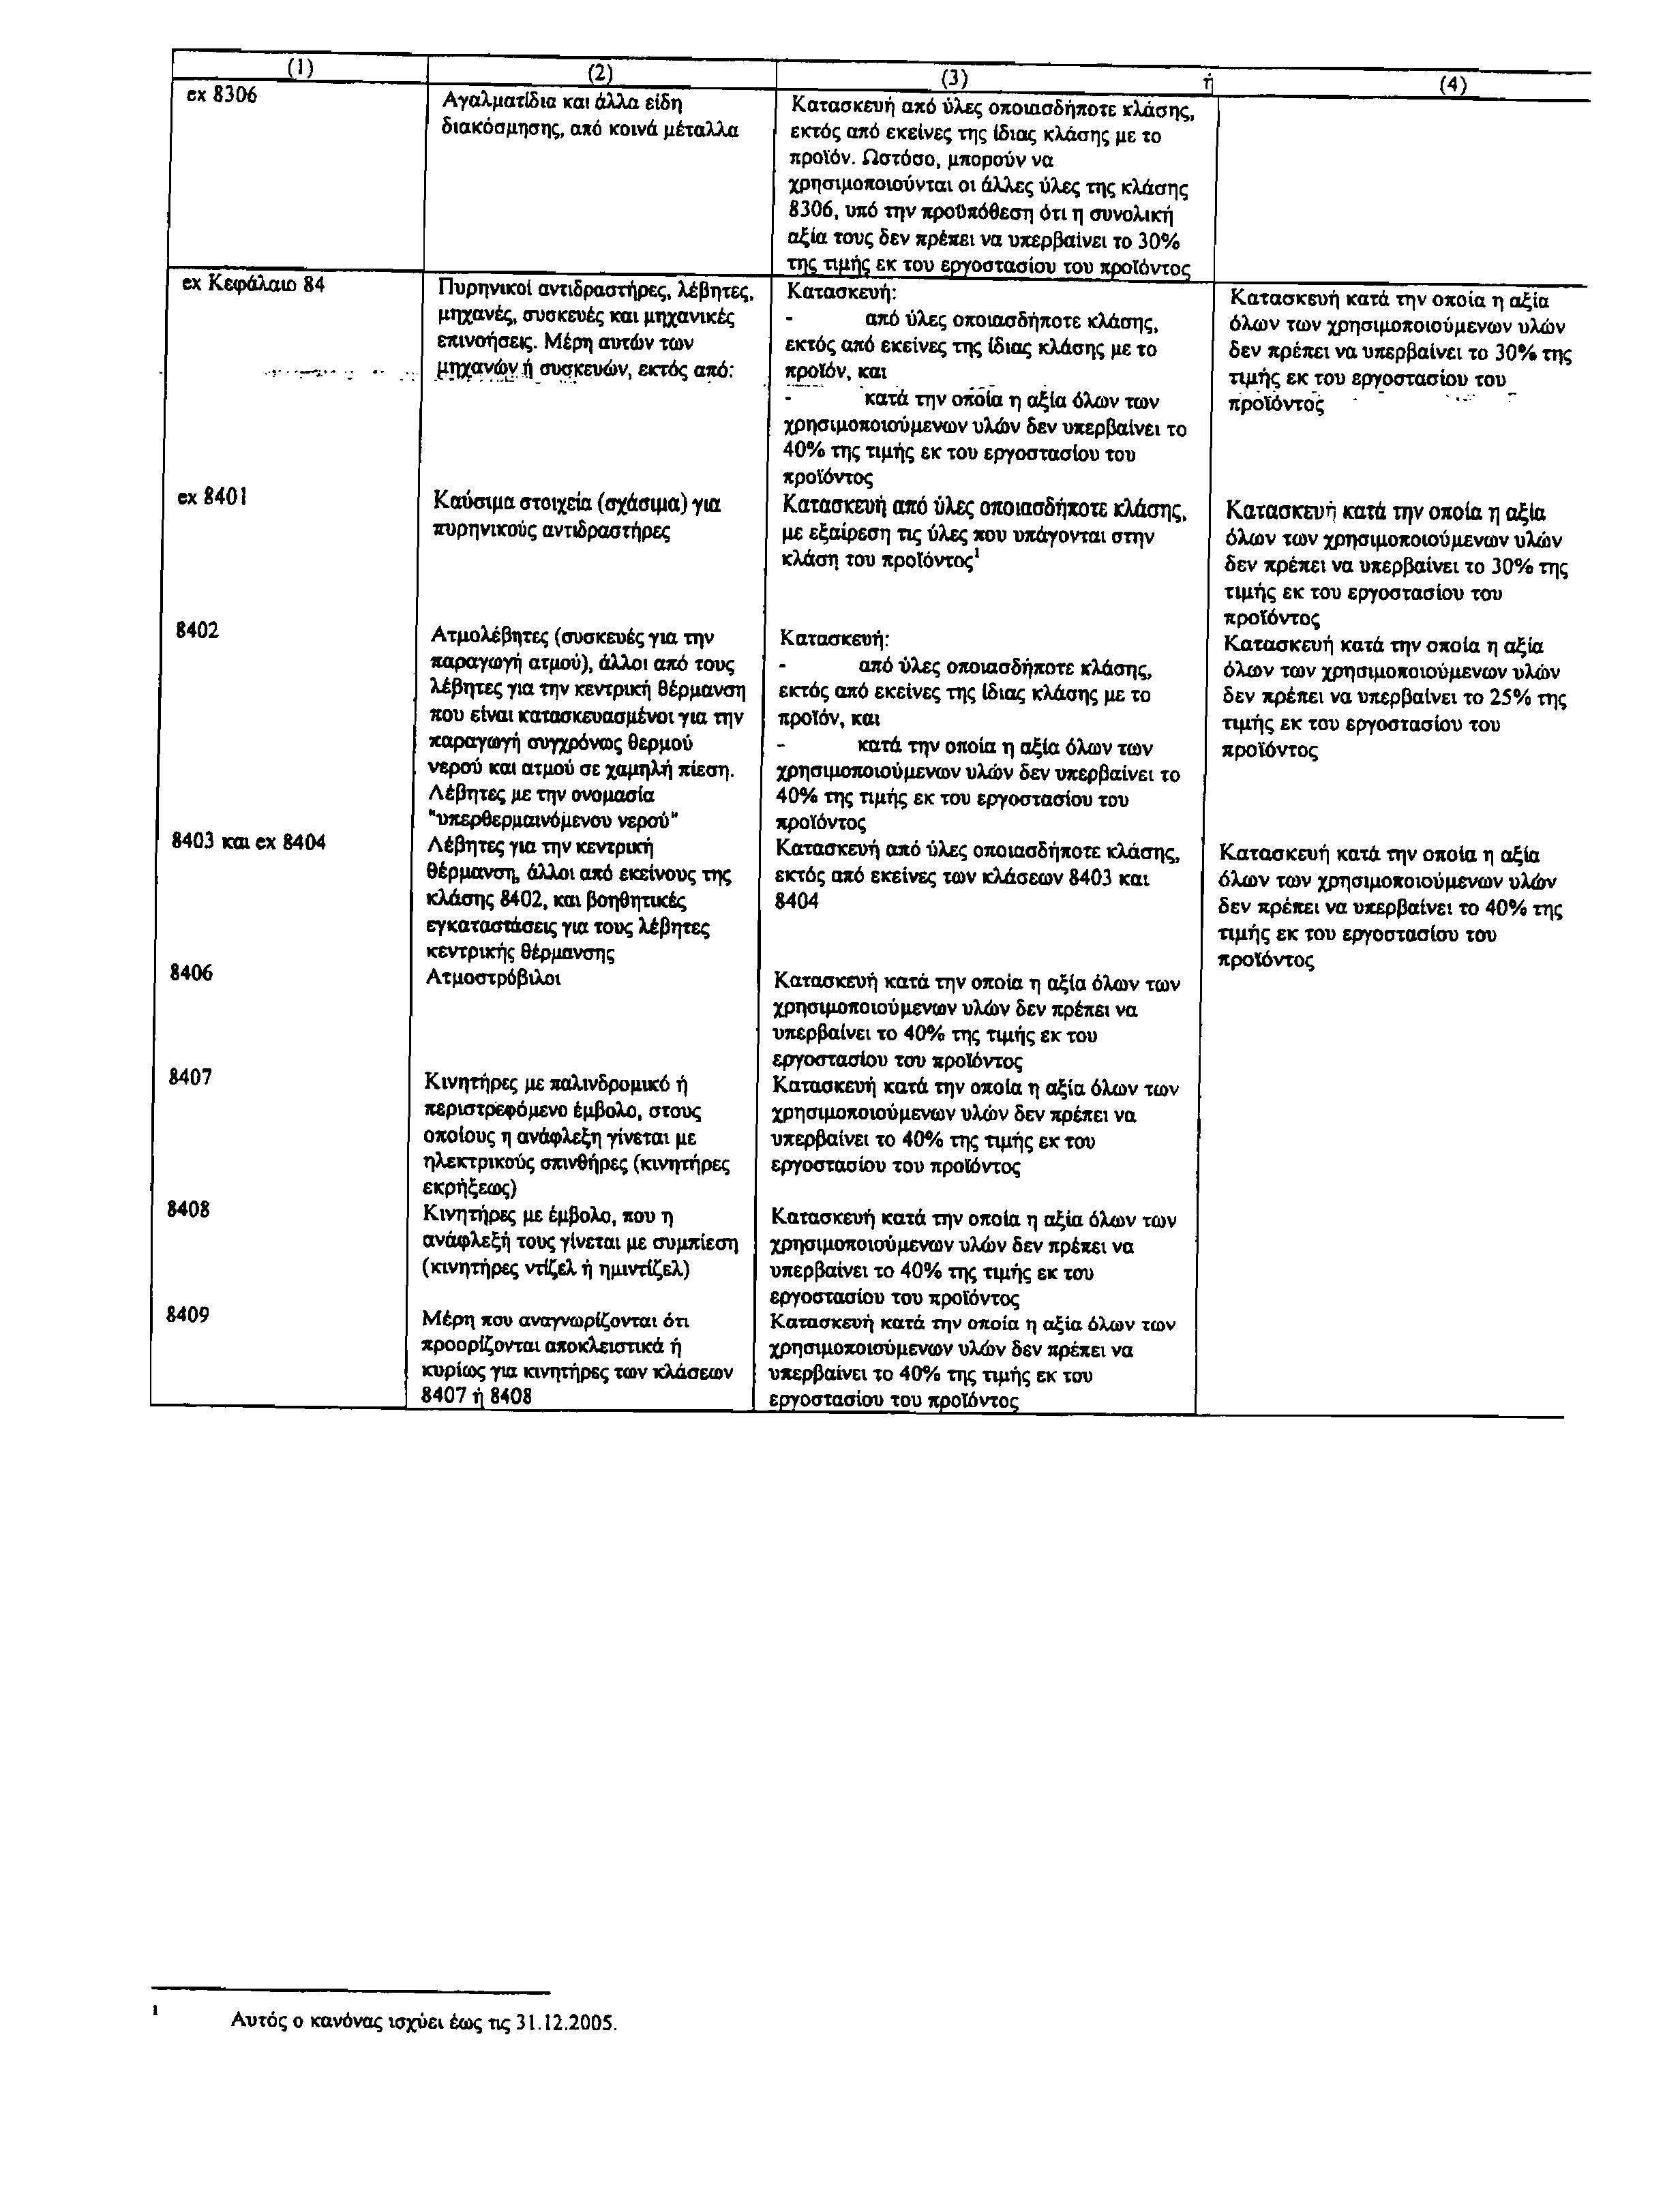 (1) (2) (3) ή (4)
ex 8306
Αγαλματίδια και άλλα είδη
διακόσμησης, από κοινά μέταλλα
Κατασκευή από ύλες οποιασδήποτε κλάσης,
εκτός από εκείνες της ίδιας κλάσης με το
προϊόν. Ωστόσο, μπορούν να
χρησιμοποιούνται οι άλλες ύλες της κλάσης
8306, υπό την προϋπόθεση ότι η συνολική
αξία τους δεν πρέπει να υπερβαίνει το 30%
της τιμής εκ του εργοστασίου του προϊόντος
ex Κεφάλαιο 84
Πυρηνικοί αντιδραστήρες, λέβητες,
μηχανές, συσκευές και μηχανικές
επινοήσεις. Μέρη αυτών των
μηχανών ή συσκευών, εκτός από:
Κατασκευή:
- από ύλες οποιασδήποτε κλάσης,
εκτός από εκείνες της ίδιας κλάσης με το
προϊόν, και
- κατά την οποία η αξία όλων των
χρησιμοποιούμενων υλών δεν υπερβαίνει το
40% της τιμής εκ του εργοστασίου του
προϊόντος
Κατασκευή κατά την οποία η αξία
όλων των χρησιμοποιούμενων υλών
δεν πρέπει να υπερβαίνει το 30% της
τιμής εκ του εργοστασίου του
προϊόντος
ex 8401
Καύσιμα στοιχεία (σχάσιμα) για
πυρηνικούς αντιδραστήρες
Κατασκευή από ύλες οποιασδήποτε κλάσης,
με εξαίρεση τις ύλες που υπάγονται στην
κλάση του προϊόντος¹
Κατασκευή κατά την οποία η αξία
όλων των χρησιμοποιούμενων υλών
δεν πρέπει να υπερβαίνει το 30% της
τιμής εκ του εργοστασίου του
προϊόντος
8402
Ατμολέβητες (συσκευές για την
παραγωγή ατμού), άλλοι από τους
λέβητες για την κεντρική θέρμανση
που είναι κατασκευασμένοι για την
παραγωγή συγχρόνως θερμού
νερού και ατμού σε χαμηλή πίεση.
Λέβητες με την ονομασία
"υπερθερμαινόμενου νερού"
Κατασκευή:
- από ύλες οποιασδήποτε κλάσης,
εκτός από εκείνες της ίδιας κλάσης με το
προϊόν, και
- κατά την οποία η αξία όλων των
χρησιμοποιούμενων υλών δεν υπερβαίνει το
40% της τιμής εκ του εργοστασίου του
προϊόντος
Κατασκευή κατά την οποία η αξία
όλων των χρησιμοποιούμενων υλών
δεν πρέπει να υπερβαίνει το 25% της
τιμής εκ του εργοστασίου του
προϊόντος
8403 και ex 8404
Λέβητες για την κεντρική
θέρμανση, άλλοι από εκείνους της
κλάσης 8402, και βοηθητικές
εγκαταστάσεις για τους λέβητες
κεντρικής θέρμανσης
Κατασκευή από ύλες οποιασδήποτε κλάσης,
εκτός από εκείνες των κλάσεων 8403 και
8404
Κατασκευή κατά την οποία η αξία
όλων των χρησιμοποιούμενων υλών
δεν πρέπει να υπερβαίνει το 40% της
τιμής εκ του εργοστασίου του
προϊόντος
8406
Ατμοστρόβιλοι
Κατασκευή κατά την οποία η αξία όλων των
χρησιμοποιούμενων υλών δεν πρέπει να
υπερβαίνει το 40% της τιμής εκ του
εργοστασίου του προϊόντος
8407
Κινητήρες με παλινδρομικό ή
περιστρεφόμενο έμβολο, στους
οποίους η ανάφλεξη γίνεται με
ηλεκτρικούς σπινθήρες (κινητήρες
εκρήξεως)
Κατασκευή κατά την οποία η αξία όλων των
χρησιμοποιούμενων υλών δεν πρέπει να
υπερβαίνει το 40% της τιμής εκ του
εργοστασίου του προϊόντος
8408
Κινητήρες με έμβολο, που η
ανάφλεξή τους γίνεται με συμπίεση
(κινητήρες ντίζελ ή ημιντίζελ)
Κατασκευή κατά την οποία η αξία όλων των
χρησιμοποιούμενων υλών δεν πρέπει να
υπερβαίνει το 40% της τιμής εκ του
εργοστασίου του προϊόντος
8409
Μέρη που αναγνωρίζονται ότι
προορίζονται αποκλειστικά ή
κυρίως για κινητήρες των κλάσεων
8407 ή 8408
Κατασκευή κατά την οποία η αξία όλων των
χρησιμοποιούμενων υλών δεν πρέπει να
υπερβαίνει το 40% της τιμής εκ του
εργοστασίου του προϊόντος
¹ Αυτός ο κανόνας ισχύει έως τις 31.12.2005.